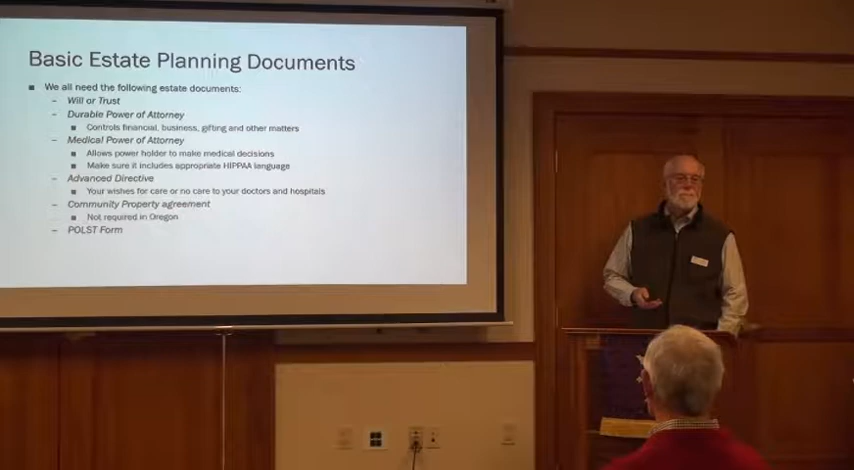 Basic Estate Planning Documents
■ We all need the following estate documents:
– Will or Trust
– Durable Power of Attorney
■ Controls financial, business, gifting and other matters
– Medical Power of Attorney
■ Allows power holder to make medical decisions
■ Make sure it includes appropriate HIPPAA language
– Advanced Directive
■ Your wishes for care or no care to your doctors and hospitals
– Community Property agreement
■ Not required in Oregon
– POLST Form